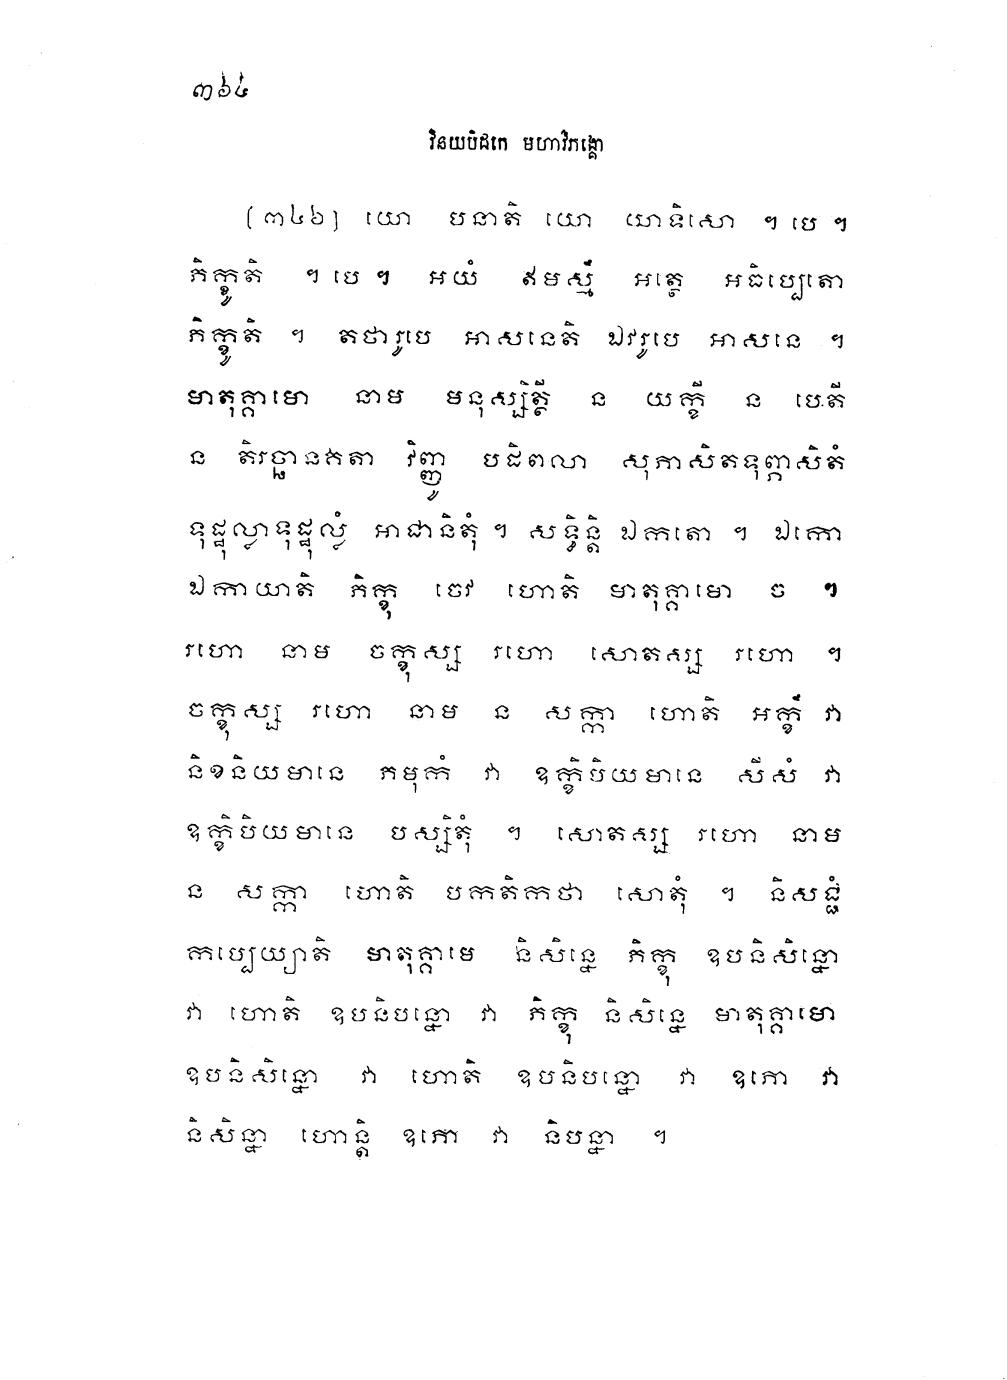 ៣៦៤
វិនយបិដកេ មហាវិភង្គោ
(៣៤៦) យោ បនាតិ យោ យាទិសោ ។ បេ ។
ភិក្ខូតិ ។ បេ ។ អយំ ឥមស្មឹ អត្ថេ អធិប្បេតោ
ភិក្ខូតិ ។ តថារូបេ អាសនេតិ ឯវរូបេ អាសនេ ។
មាតុគ្គាមោ នាម មនុស្សិត្ថី ន យក្ខី ន បេតី
ន តិរច្ឆានគតា វិញ្ញូ បដិពលា សុភាសិតទុព្ភាសិតំ
ទុដ្ឋុល្លាទុដ្ឋុល្លំ អាជានិតុំ ។ សទ្ធិន្តិ ឯកតោ ។ ឯកោ
ឯកាយាតិ ភិក្ខុ ចេវ ហោតិ មាតុគ្គាមោ ច ។
រហោ នាម ចក្ខុស្ស រហោ សោតស្ស រហោ ។
ចក្ខុស្ស រហោ នាម ន សក្កា ហោតិ អក្ខឹ វា
និខនិយមានេ ភមុកំ វា ឧក្ខិបិយមានេ សីសំ វា
ឧក្ខិបិយមានេ បស្សិតុំ ។ សោតស្ស រហោ នាម
ន សក្កា ហោតិ បកតិកថា សោតុំ ។ និសជ្ជំ
កប្បេយ្យាតិ មាតុគ្គាមេ និសិន្នេ ភិក្ខុ ឧបនិសិន្នោ
វា ហោតិ ឧបនិបន្នោ វា ភិក្ខុ និសិន្នេ មាតុគ្គាមោ
ឧបនិសិន្នោ វា ហោតិ ឧបនិបន្នោ វា ឧភោ វា
និសិន្នា ហោន្តិ ឧភោ វា និបន្នា ។